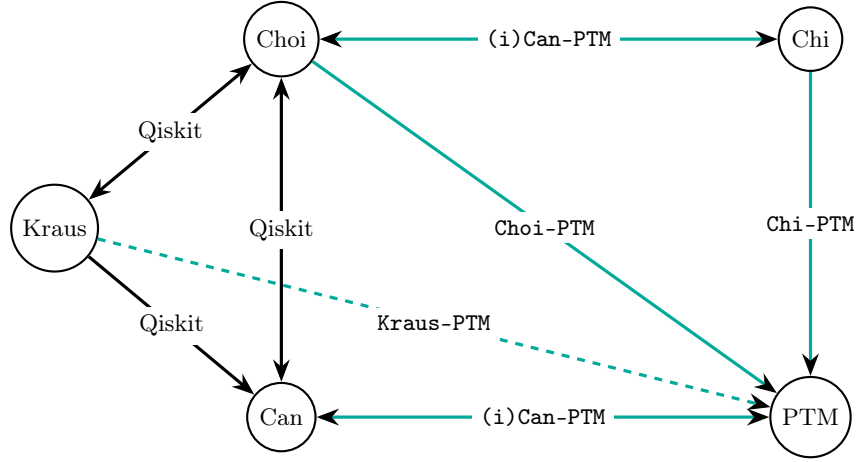 Choi
(i)Can-PTM
Chi
Qiskit
Kraus
Qiskit
Choi-PTM
Chi-PTM
Qiskit
Kraus-PTM
Can
(i)Can-PTM
PTM